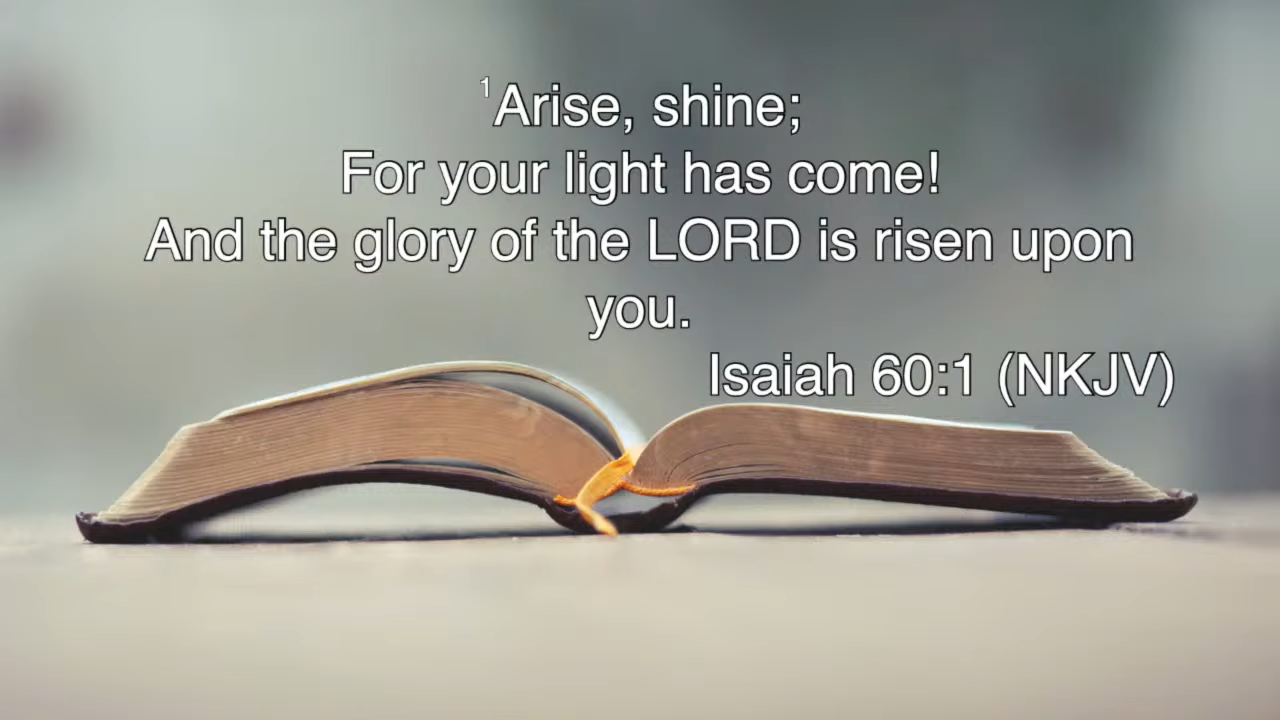 ¹Arise, shine;
For your light has come!
And the glory of the LORD is risen upon
you.
Isaiah 60:1 (NKJV)